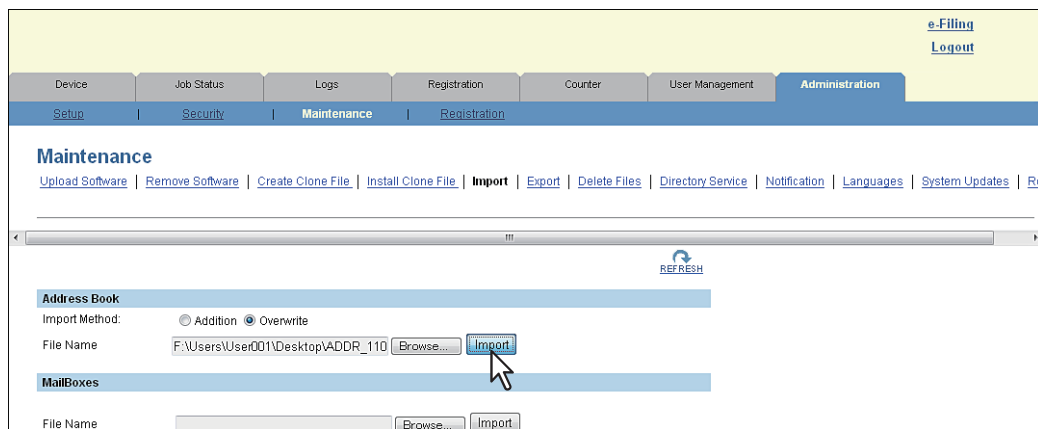 e-Filing
Logout
Device Job Status Logs Registration Counter User Management Administration
Setup | Security | Maintenance | Registration
Maintenance
Upload Software | Remove Software | Create Clone File | Install Clone File | Import | Export | Delete Files | Directory Service | Notification | Languages | System Updates |
REFRESH
Address Book
Import Method: Addition Overwrite
File Name F:\Users\User001\Desktop\ADDR_110 Browse... Import
MailBoxes
File Name Browse... Import